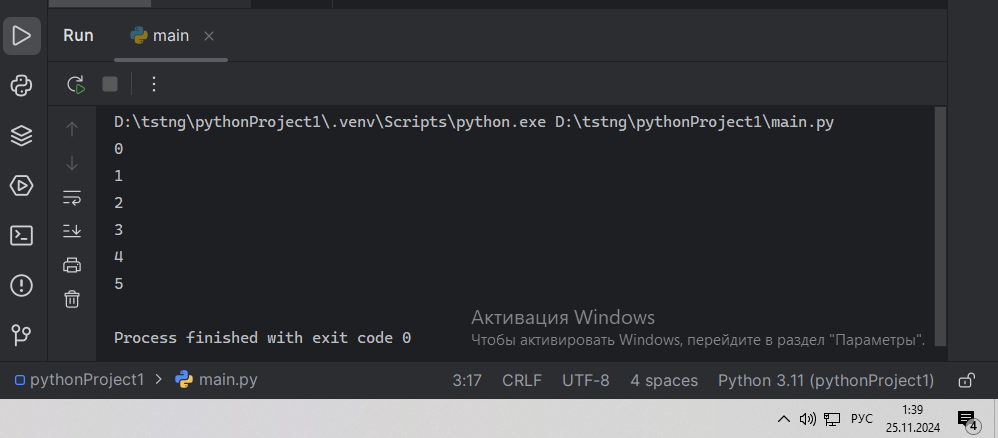 Run main
D:\tstng\pythonProject1\.venv\Scripts\python.exe D:\tstng\pythonProject1\main.py
0
1
2
3
4
5
Process finished with exit code 0
Активация Windows
Чтобы активировать Windows, перейдите в раздел "Параметры".
pythonProject1 main.py 3:17 CRLF UTF-8 4 spaces Python 3.11 (pythonProject1)
РУС 1:39
25.11.2024 4